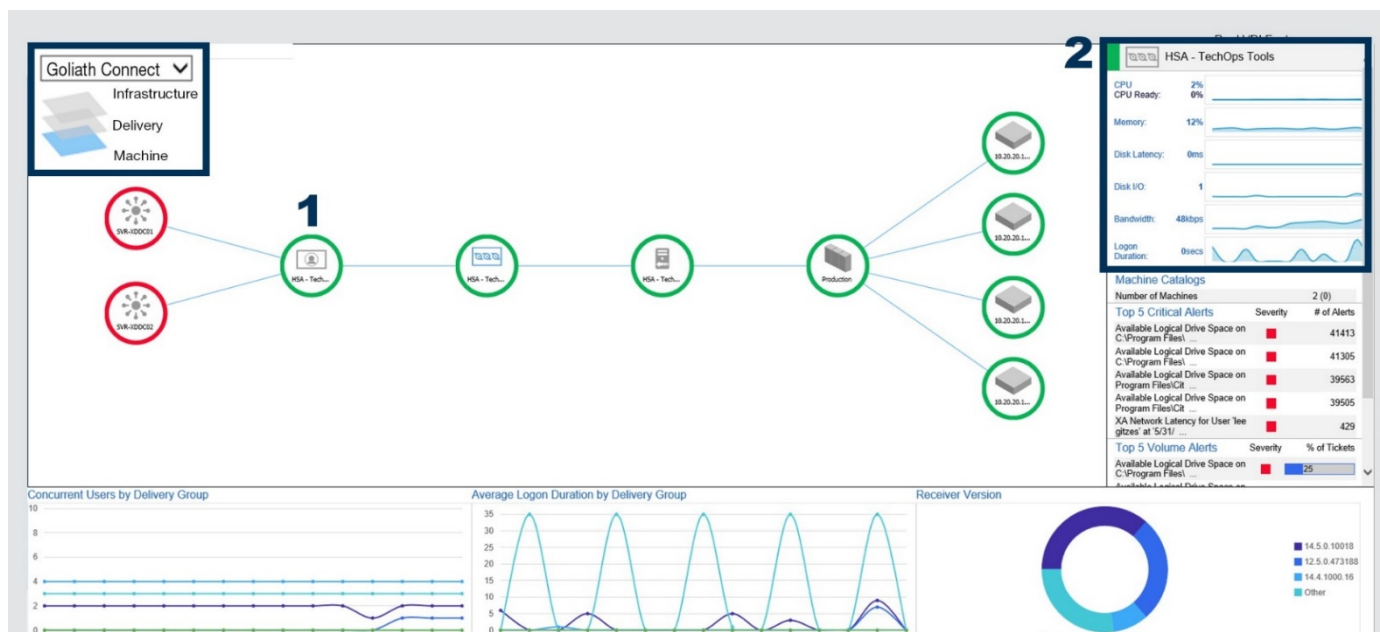 Goliath Connect
Infrastructure
Delivery
Machine
1
SVR-XDDC01
SVR-XDDC02
HSA - Tech...
HSA - Tech...
HSA - Tech...
Production
10.20.20.1...
10.20.20.1...
10.20.20.1...
10.20.20.1...
2
HSA - TechOps Tools
CPU 2%
CPU Ready: 0%
Memory: 12%
Disk Latency: 0ms
Disk I/O: 1
Bandwidth: 48kbps
Logon
Duration: 0secs
Machine Catalogs
Number of Machines 2 (0)
Top 5 Critical Alerts Severity # of Alerts
Available Logical Drive Space on
C:\Program Files\ ... 41413
Available Logical Drive Space on
C:\Program Files\ ... 41305
Available Logical Drive Space on
Program Files\Cit ... 39563
Available Logical Drive Space on
Program Files\Cit ... 39505
XA Network Latency for User 'lee
gitzes' at '5/31/ ... 429
Top 5 Volume Alerts Severity % of Tickets
Available Logical Drive Space on
C:\Program Files\ ... 25
Concurrent Users by Delivery Group
10
8
6
4
2
0
Average Logon Duration by Delivery Group
35
30
25
20
15
10
5
0
Receiver Version
14.5.0.10018
12.5.0.473188
14.4.1000.16
Other